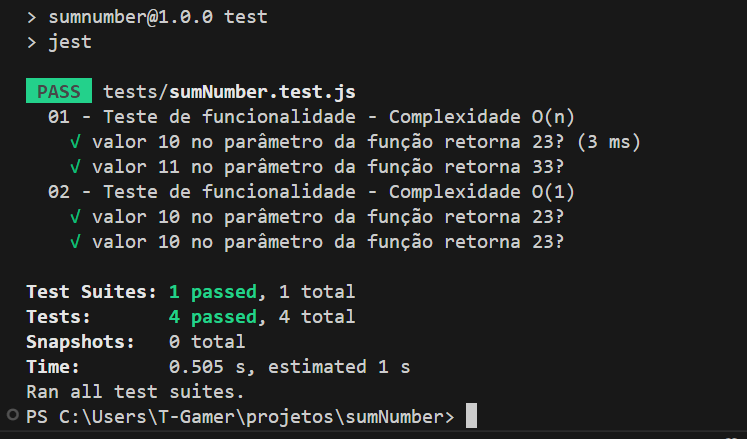 > sumnumber@1.0.0 test
> jest
PASS tests/sumNumber.test.js
01 - Teste de funcionalidade - Complexidade O(n)
√ valor 10 no parâmetro da função retorna 23? (3 ms)
√ valor 11 no parâmetro da função retorna 33?
02 - Teste de funcionalidade - Complexidade O(1)
√ valor 10 no parâmetro da função retorna 23?
√ valor 10 no parâmetro da função retorna 23?
Test Suites: 1 passed, 1 total
Tests: 4 passed, 4 total
Snapshots: 0 total
Time: 0.505 s, estimated 1 s
Ran all test suites.
PS C:\Users\T-Gamer\projetos\sumNumber>